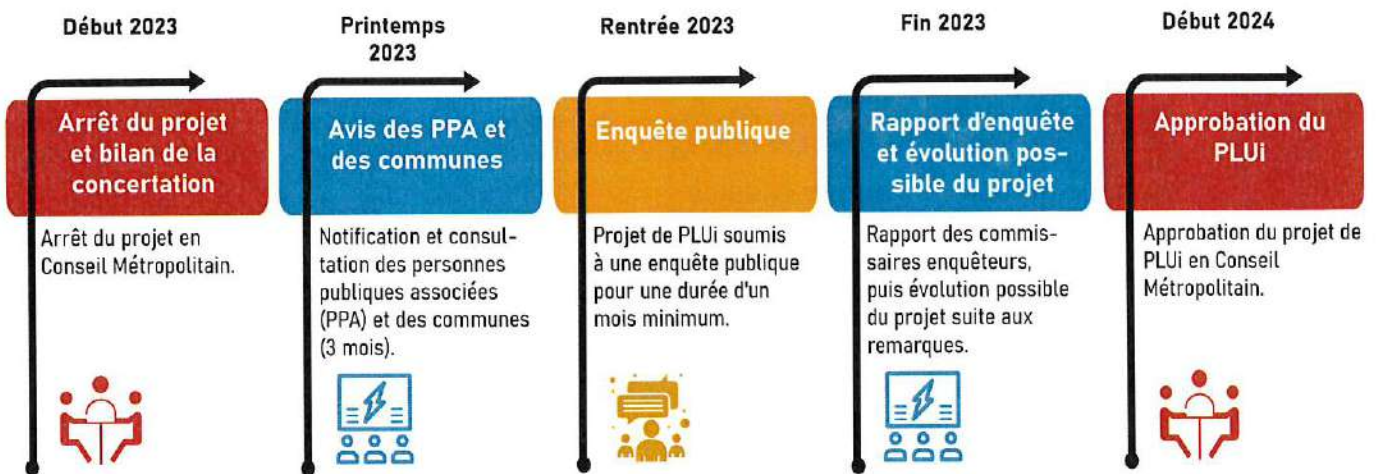 Début 2023
Arrêt du projet
et bilan de la
concertation
Arrêt du projet en
Conseil Métropolitain.
Printemps
2023
Avis des PPA et
des communes
Notification et consul-
tation des personnes
publiques associées
(PPA) et des communes
(3 mois).
Rentrée 2023
Enquête publique
Projet de PLUi soumis
à une enquête publique
pour une durée d'un
mois minimum.
Fin 2023
Rapport d'enquête
et évolution pos-
sible du projet
Rapport des commis-
saires enquêteurs,
puis évolution possible
du projet suite aux
remarques.
Début 2024
Approbation du
PLUi
Approbation du projet de
PLUi en Conseil
Métropolitain.